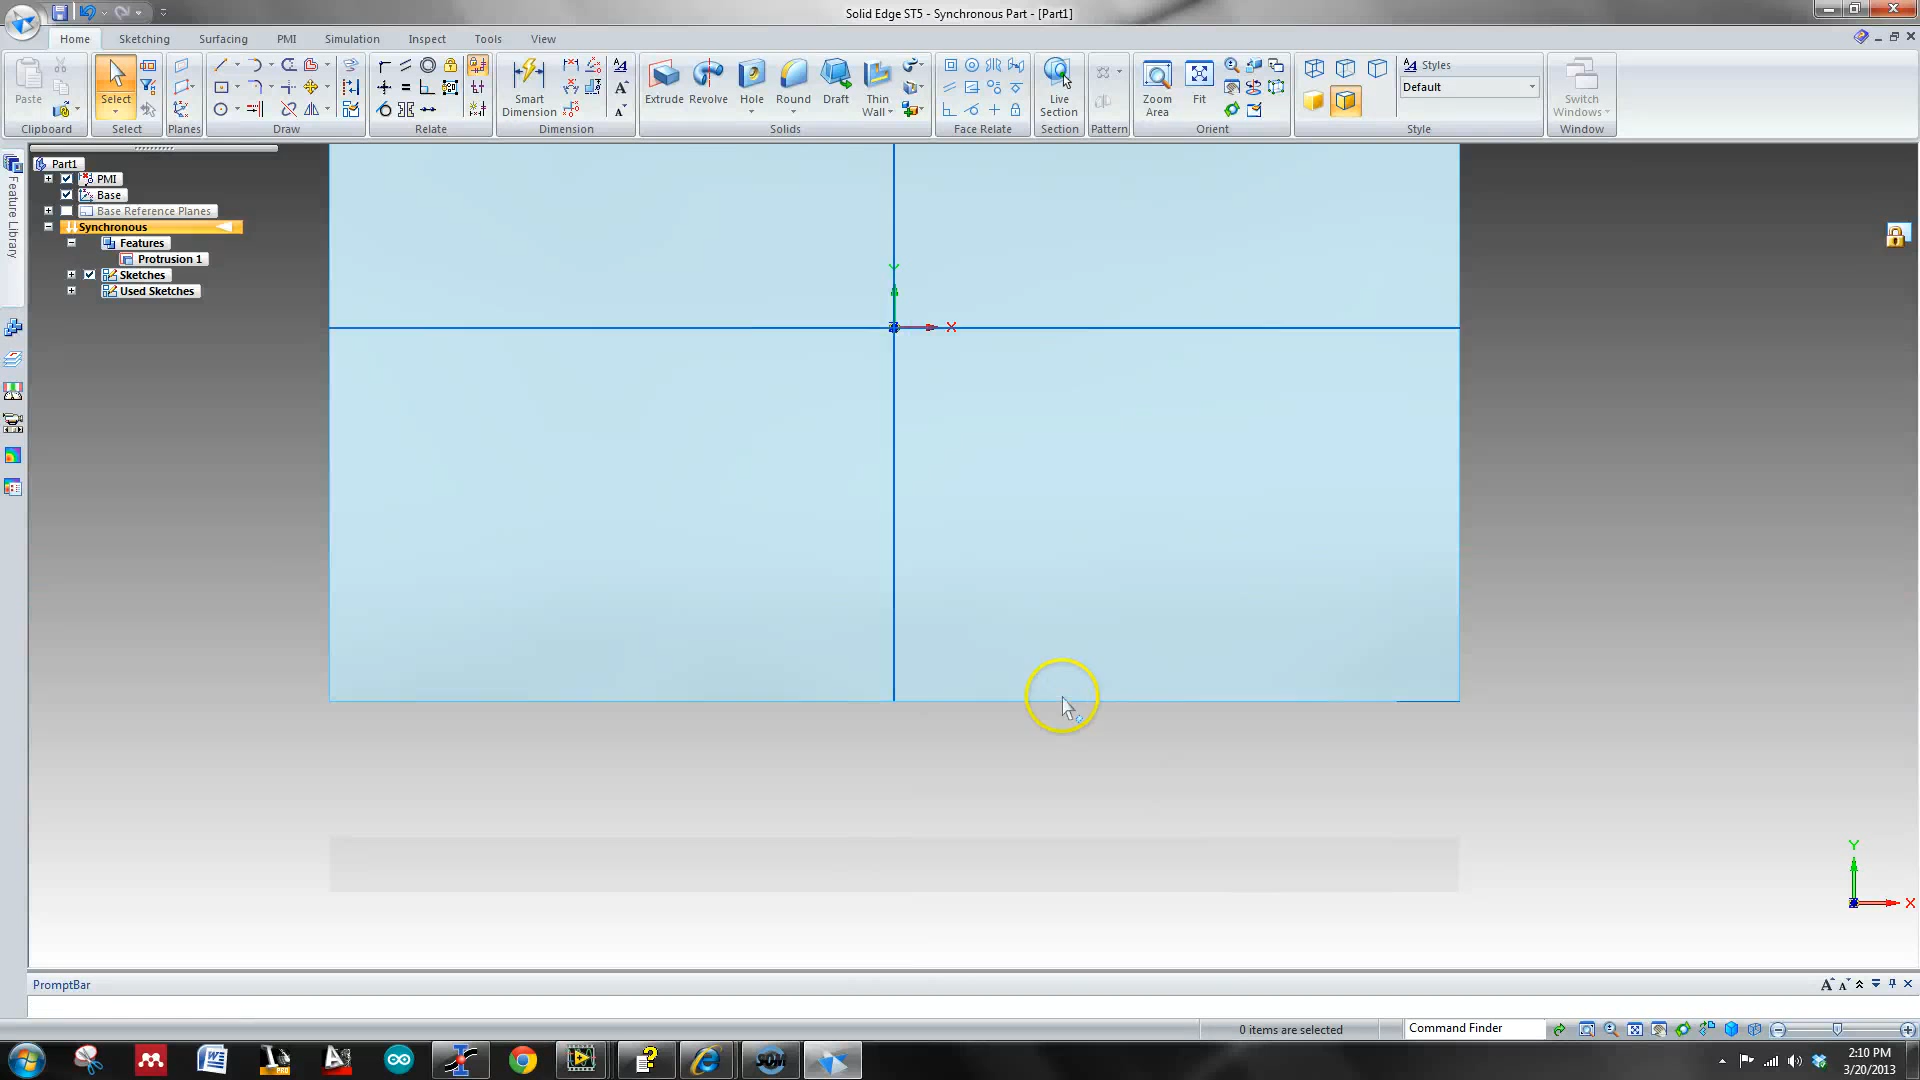 Solid Edge ST5 - Synchronous Part - [Part1]
Home Sketching Surfacing PMI Simulation Inspect Tools View
Paste
Clipboard
Select
Select
Planes
Draw
Relate
Smart Dimension
Dimension
Extrude Revolve Hole Round Draft Thin Wall
Solids
Face Relate
Live Section
Section
Pattern
Zoom Area
Fit
Orient
Styles
Default
Style
Switch Windows
Window
Feature Library
Part1
PMI
Base
Base Reference Planes
Synchronous
Features
Protrusion 1
Sketches
Used Sketches
Y
X
Y
X
PromptBar
0 items are selected
Command Finder
2:10 PM
3/20/2013